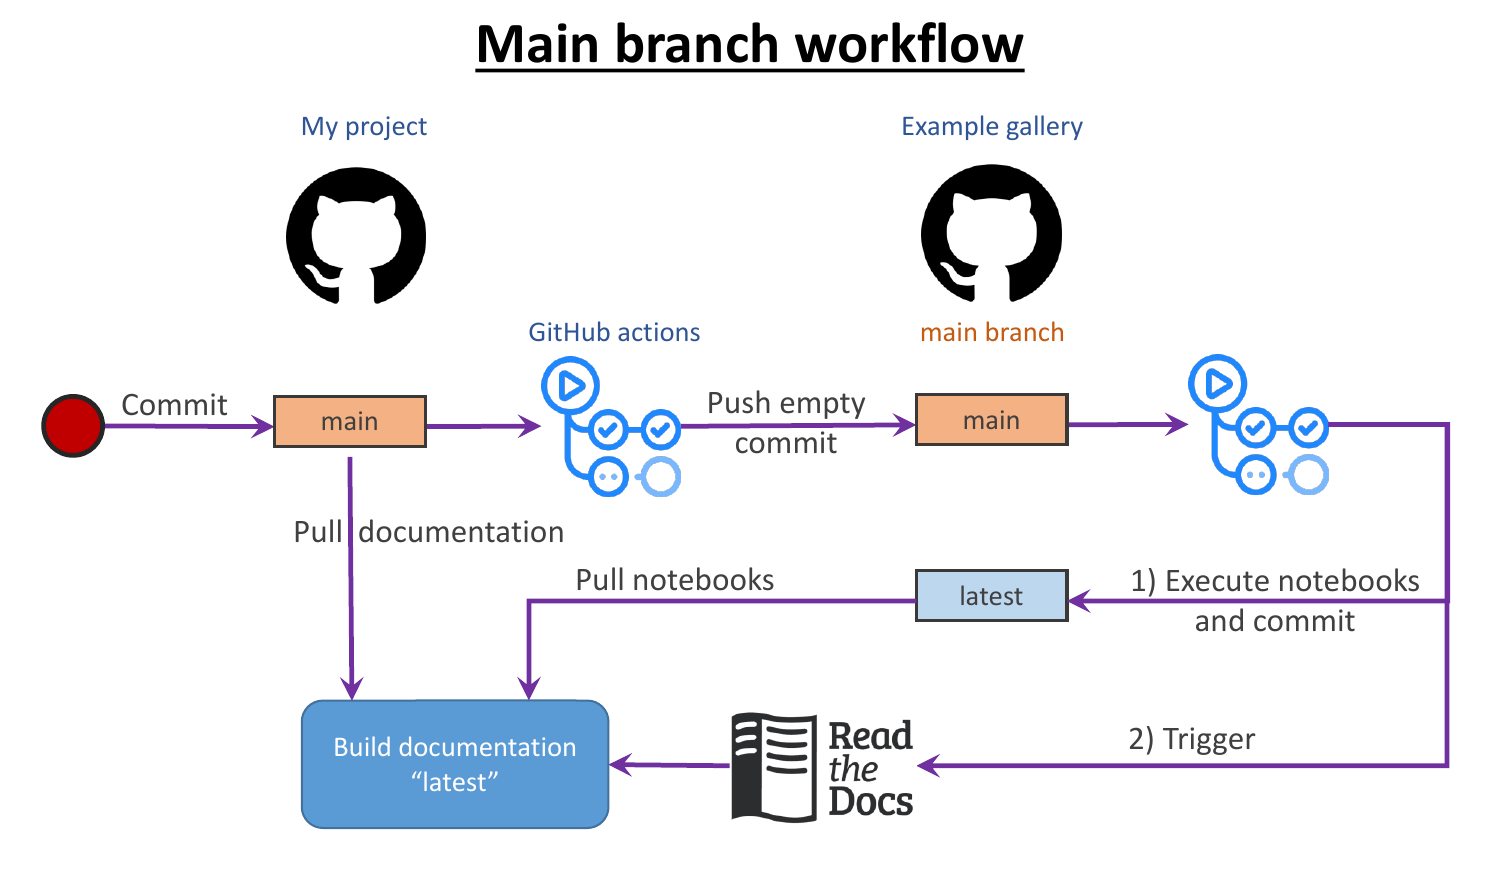 Main branch workflow
My project
Example gallery
GitHub actions
main branch
Commit
main
Push empty
commit
main
Pull documentation
Pull notebooks
latest
1) Execute notebooks
and commit
Build documentation
“latest”
Read
the
Docs
2) Trigger